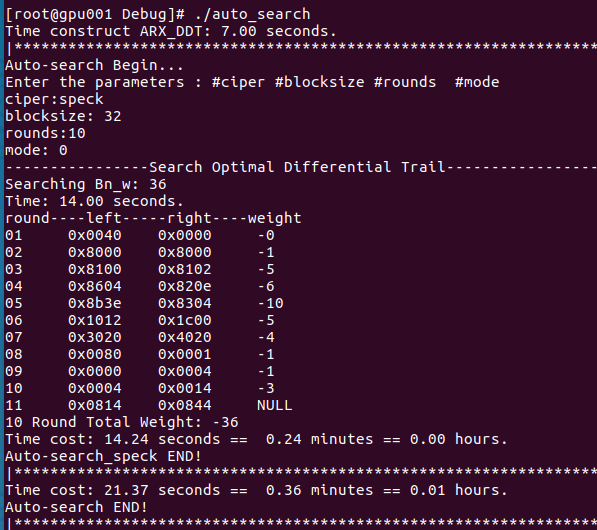 [root@gpu001 Debug]# ./auto_search
Time construct ARX_DDT: 7.00 seconds.
|*****************************************************************
Auto-search Begin...
Enter the parameters : #ciper #blocksize #rounds  #mode
ciper:speck
blocksize: 32
rounds:10
mode: 0
----------------Search Optimal Differential Trail-----------------
Searching Bn_w: 36
Time: 14.00 seconds.
round----left-----right----weight
01     0x0040    0x0000     -0
02     0x8000    0x8000     -1
03     0x8100    0x8102     -5
04     0x8604    0x820e     -6
05     0x8b3e    0x8304     -10
06     0x1012    0x1c00     -5
07     0x3020    0x4020     -4
08     0x0080    0x0001     -1
09     0x0000    0x0004     -1
10     0x0004    0x0014     -3
11     0x0814    0x0844     NULL
10 Round Total Weight: -36
Time cost: 14.24 seconds ==  0.24 minutes == 0.00 hours.
Auto-search_speck END!
|*****************************************************************
Time cost: 21.37 seconds ==  0.36 minutes == 0.01 hours.
Auto-search END!
|*****************************************************************